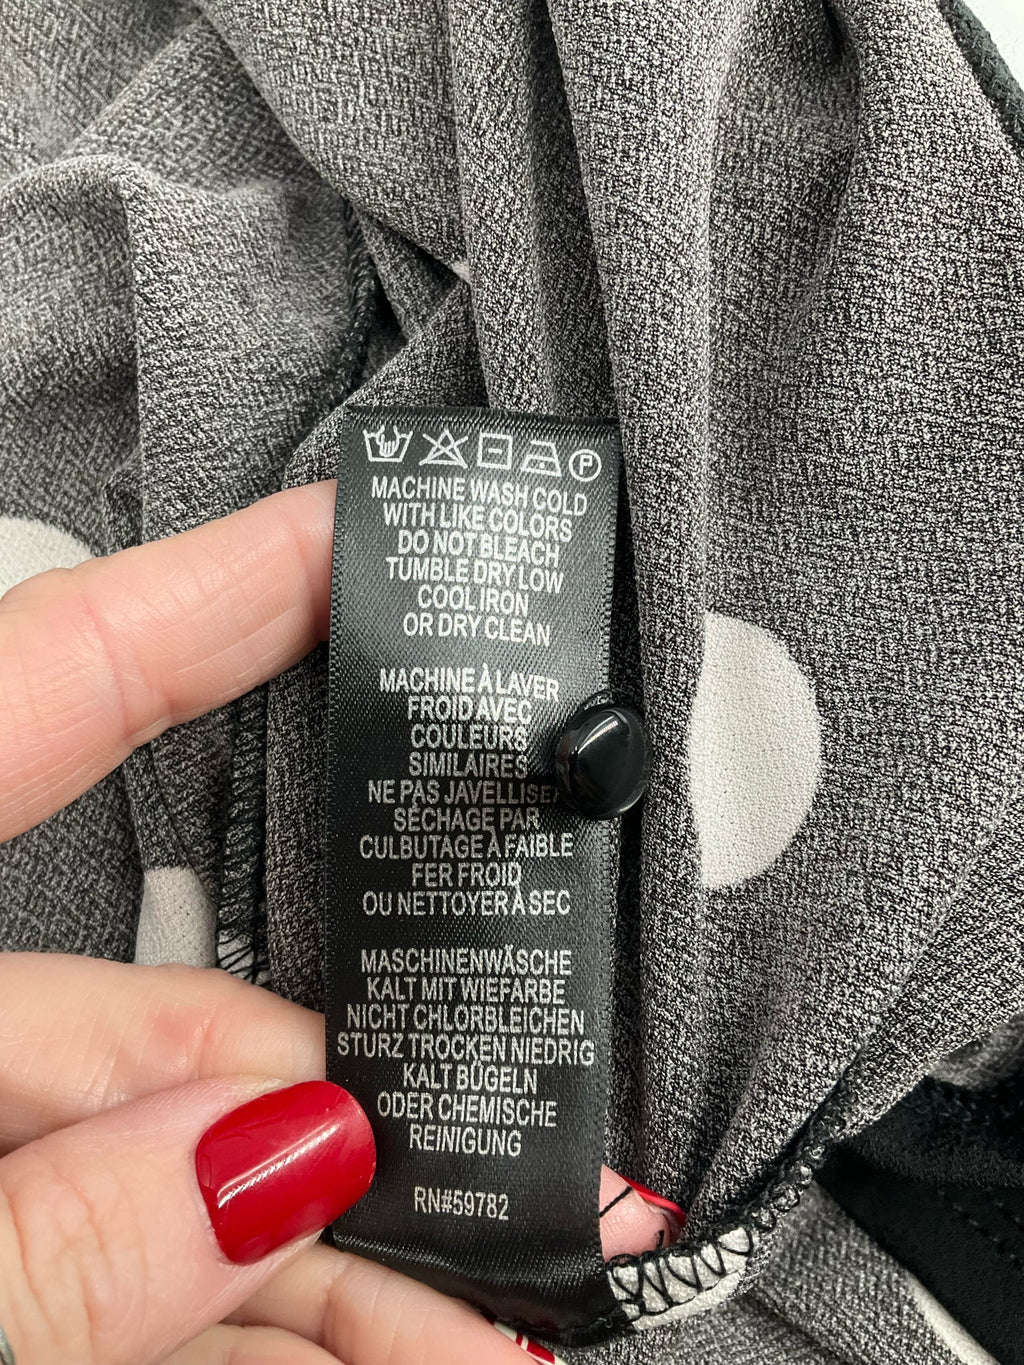 P
MACHINE WASH COLD
WITH LIKE COLORS
DO NOT BLEACH
TUMBLE DRY LOW
COOL IRON
OR DRY CLEAN
MACHINE À LAVER
FROID AVEC
COULEURS
SIMILAIRES
NE PAS JAVELLISER
SÉCHAGE PAR
CULBUTAGE À FAIBLE
FER FROID
OU NETTOYER À SEC
MASCHINENWÄSCHE
KALT MIT WIEFARBE
NICHT CHLORBLEICHEN
STURZ TROCKEN NIEDRIG
KALT BÜGELN
ODER CHEMISCHE
REINIGUNG
RN#59782